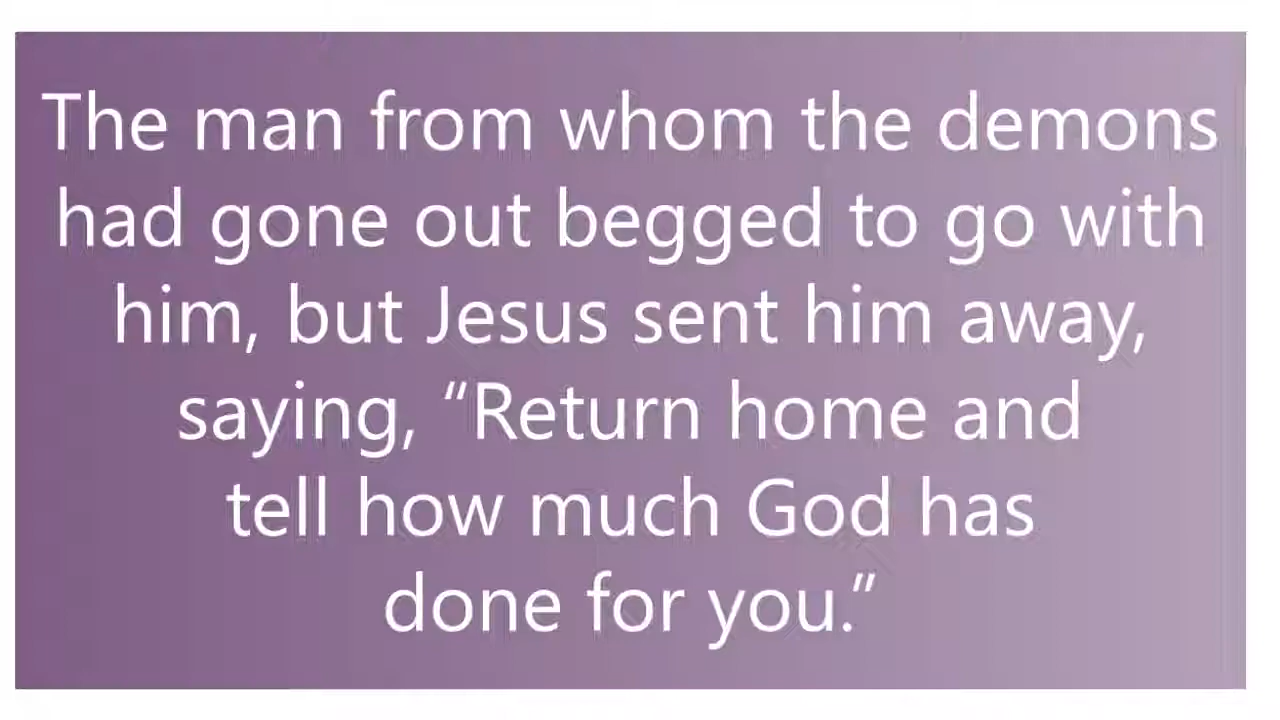 The man from whom the demons
had gone out begged to go with
him, but Jesus sent him away,
saying, “Return home and
tell how much God has
done for you.”